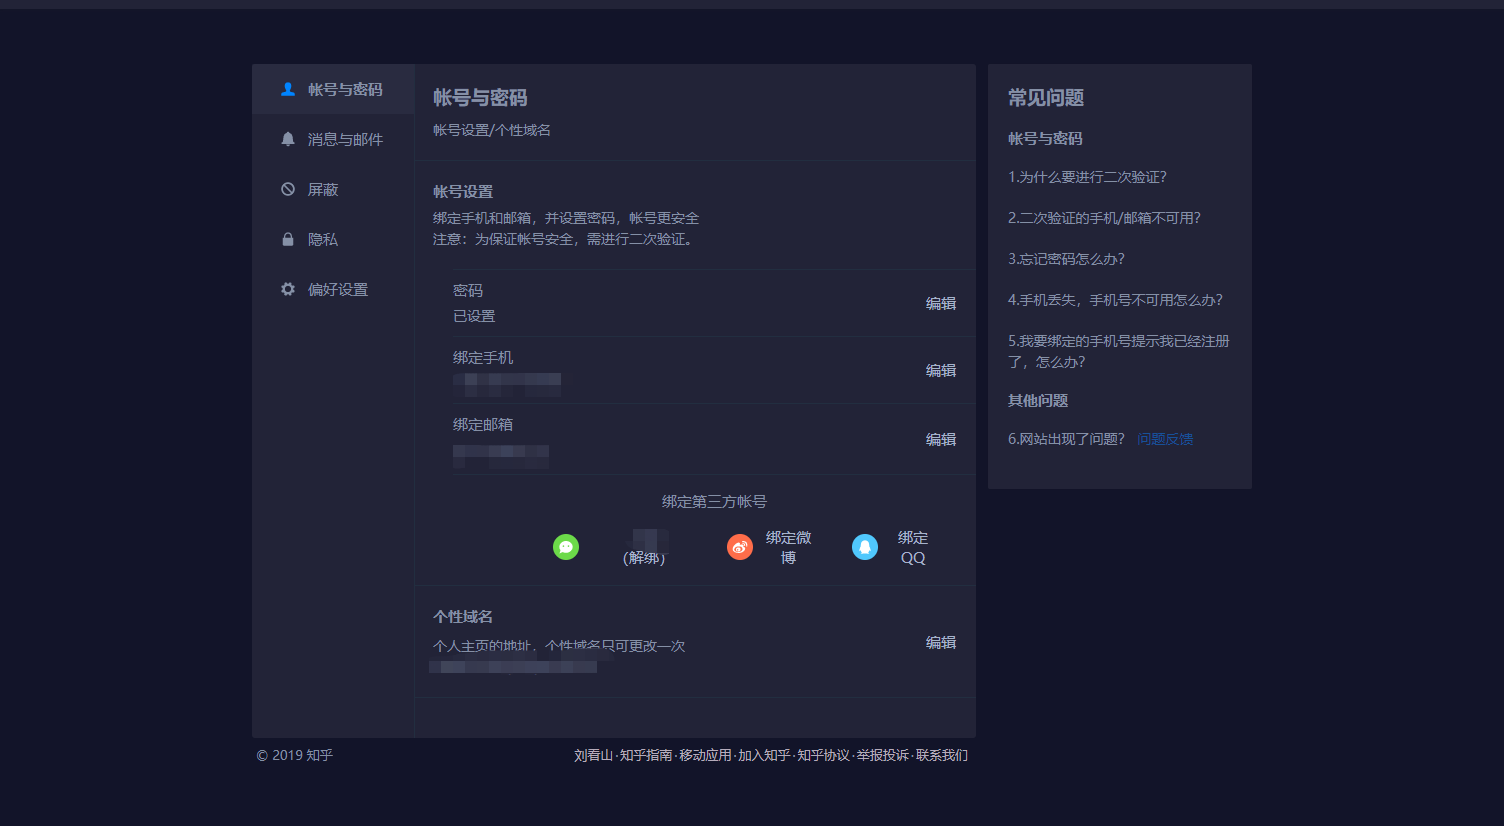 帐号与密码
消息与邮件
屏蔽
隐私
偏好设置
帐号与密码
帐号设置/个性域名
帐号设置
绑定手机和邮箱，并设置密码，帐号更安全
注意：为保证帐号安全，需进行二次验证。
密码
已设置
编辑
绑定手机
编辑
绑定邮箱
编辑
绑定第三方帐号
(解绑)
绑定微
博
绑定
QQ
个性域名
个人主页的地址，个性域名只可更改一次
编辑
常见问题
帐号与密码
1.为什么要进行二次验证?
2.二次验证的手机/邮箱不可用?
3.忘记密码怎么办?
4.手机丢失，手机号不可用怎么办?
5.我要绑定的手机号提示我已经注册
了，怎么办?
其他问题
6.网站出现了问题? 问题反馈
© 2019 知乎
刘看山·知乎指南·移动应用·加入知乎·知乎协议·举报投诉·联系我们